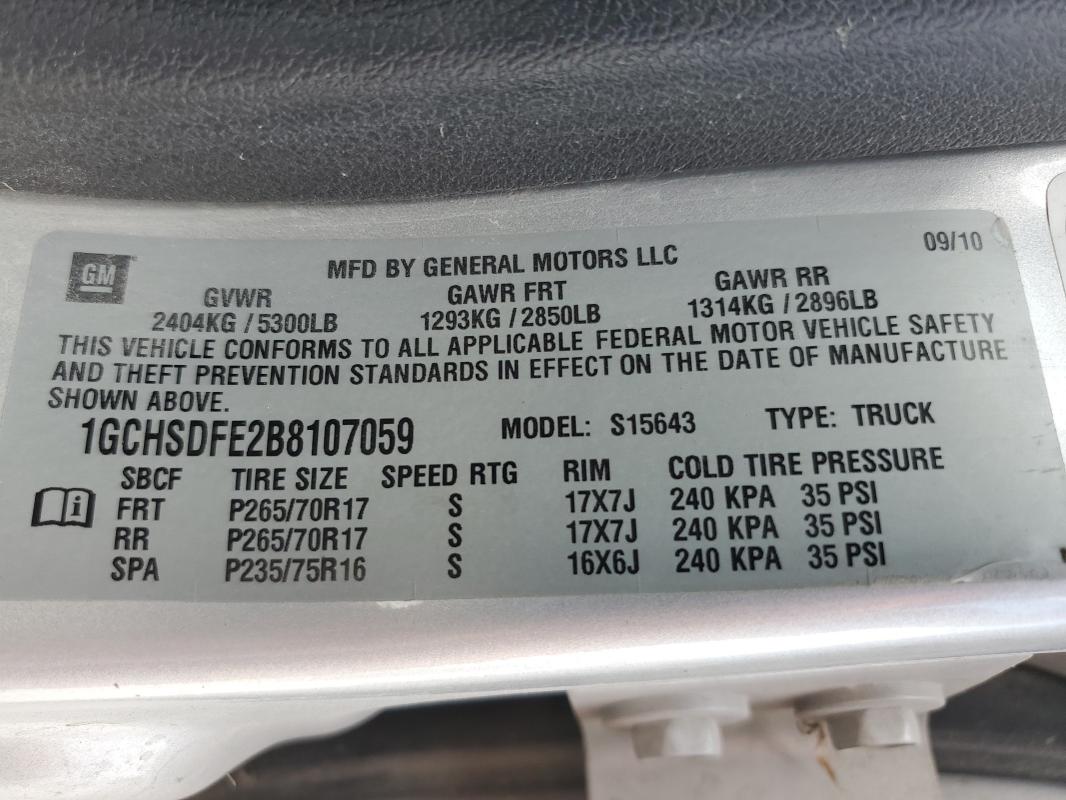 GM
MFD BY GENERAL MOTORS LLC
09/10
GVWR GAWR FRT GAWR RR
2404KG / 5300LB 1293KG / 2850LB 1314KG / 2896LB
THIS VEHICLE CONFORMS TO ALL APPLICABLE FEDERAL MOTOR VEHICLE SAFETY
AND THEFT PREVENTION STANDARDS IN EFFECT ON THE DATE OF MANUFACTURE
SHOWN ABOVE.
1GCHSDFE2B8107059 MODEL: S15643 TYPE: TRUCK
SBCF TIRE SIZE SPEED RTG RIM COLD TIRE PRESSURE
FRT P265/70R17 S 17X7J 240 KPA 35 PSI
RR P265/70R17 S 17X7J 240 KPA 35 PSI
SPA P235/75R16 S 16X6J 240 KPA 35 PSI